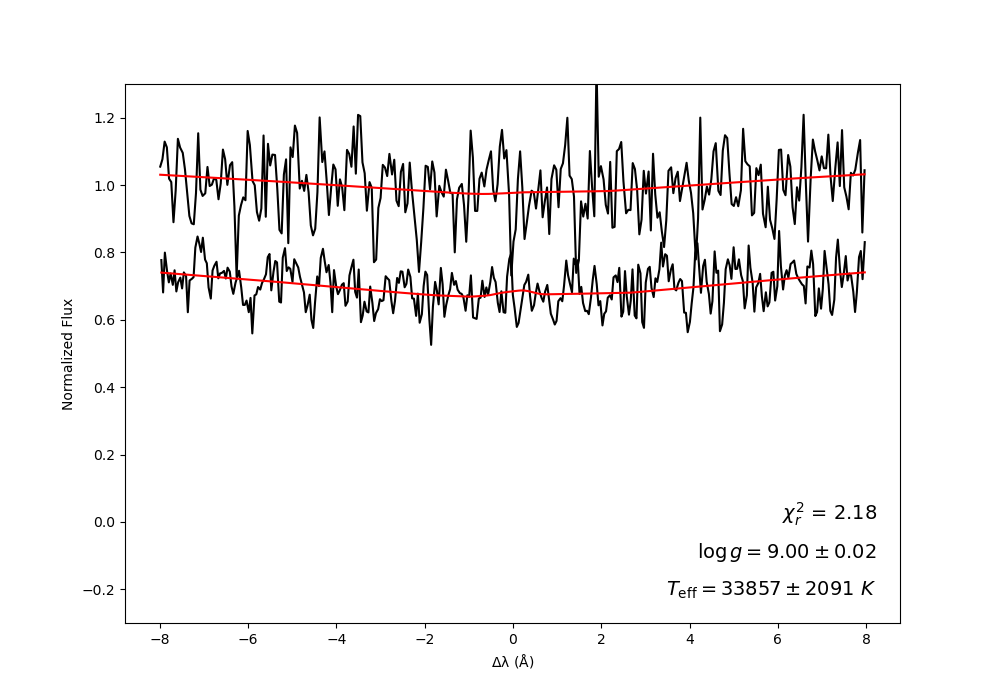 1.2
1.0
0.8
0.6
0.4
0.2
0.0
−0.2
Normalized Flux
χ²ᵣ = 2.18
log g = 9.00 ± 0.02
T_eff = 33857 ± 2091 K
−8 −6 −4 −2 0 2 4 6 8
Δλ (Å)